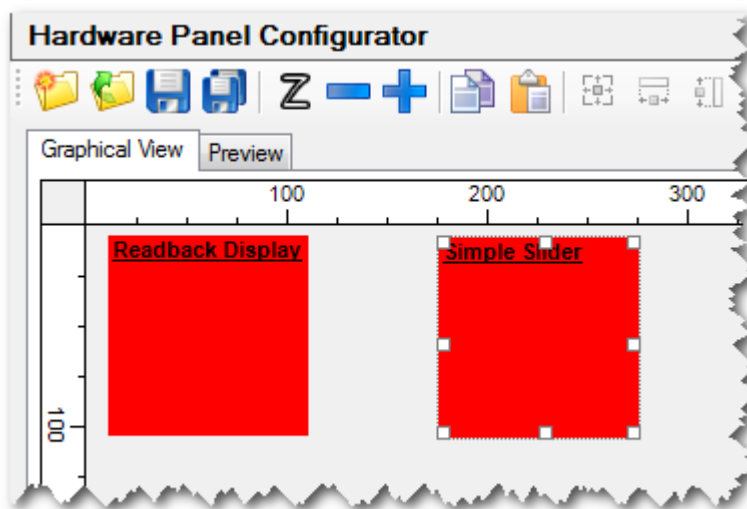 Hardware Panel Configurator
Z
Graphical View Preview
100 200 300
Readback Display Simple Slider
100